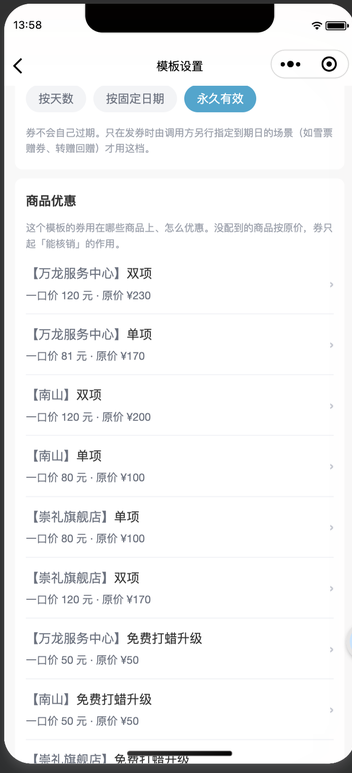 13:58
模板设置
按天数 按固定日期 永久有效
券不会自己过期。只在发券时由调用方另行指定到期日的场景（如雪票
赠券、转赠回赠）才用这档。
商品优惠
这个模板的券用在哪些商品上、怎么优惠。没配到的商品按原价，券只
起「能核销」的作用。
【万龙服务中心】双项
一口价 120 元 · 原价 ¥230
【万龙服务中心】单项
一口价 81 元 · 原价 ¥170
【南山】双项
一口价 120 元 · 原价 ¥200
【南山】单项
一口价 80 元 · 原价 ¥100
【崇礼旗舰店】单项
一口价 80 元 · 原价 ¥100
【崇礼旗舰店】双项
一口价 120 元 · 原价 ¥170
【万龙服务中心】免费打蜡升级
一口价 50 元 · 原价 ¥50
【南山】免费打蜡升级
一口价 50 元 · 原价 ¥50
【崇礼旗舰店】免费打蜡升级